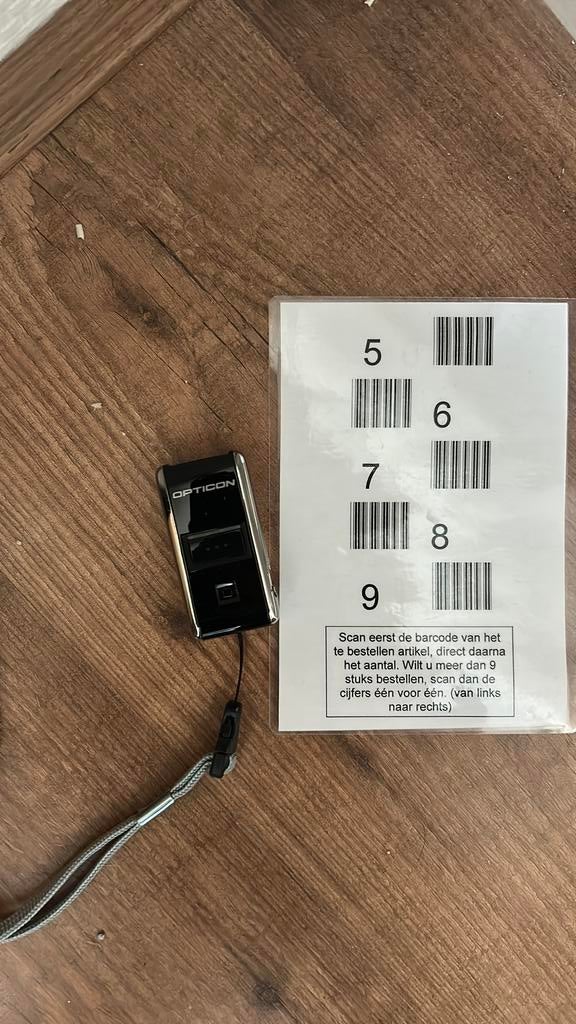 OPTICON
5
6
7
8
9
Scan eerst de barcode van het
te bestellen artikel, direct daarna
het aantal. Wilt u meer dan 9
stuks bestellen, scan dan de
cijfers één voor één. (van links
naar rechts)